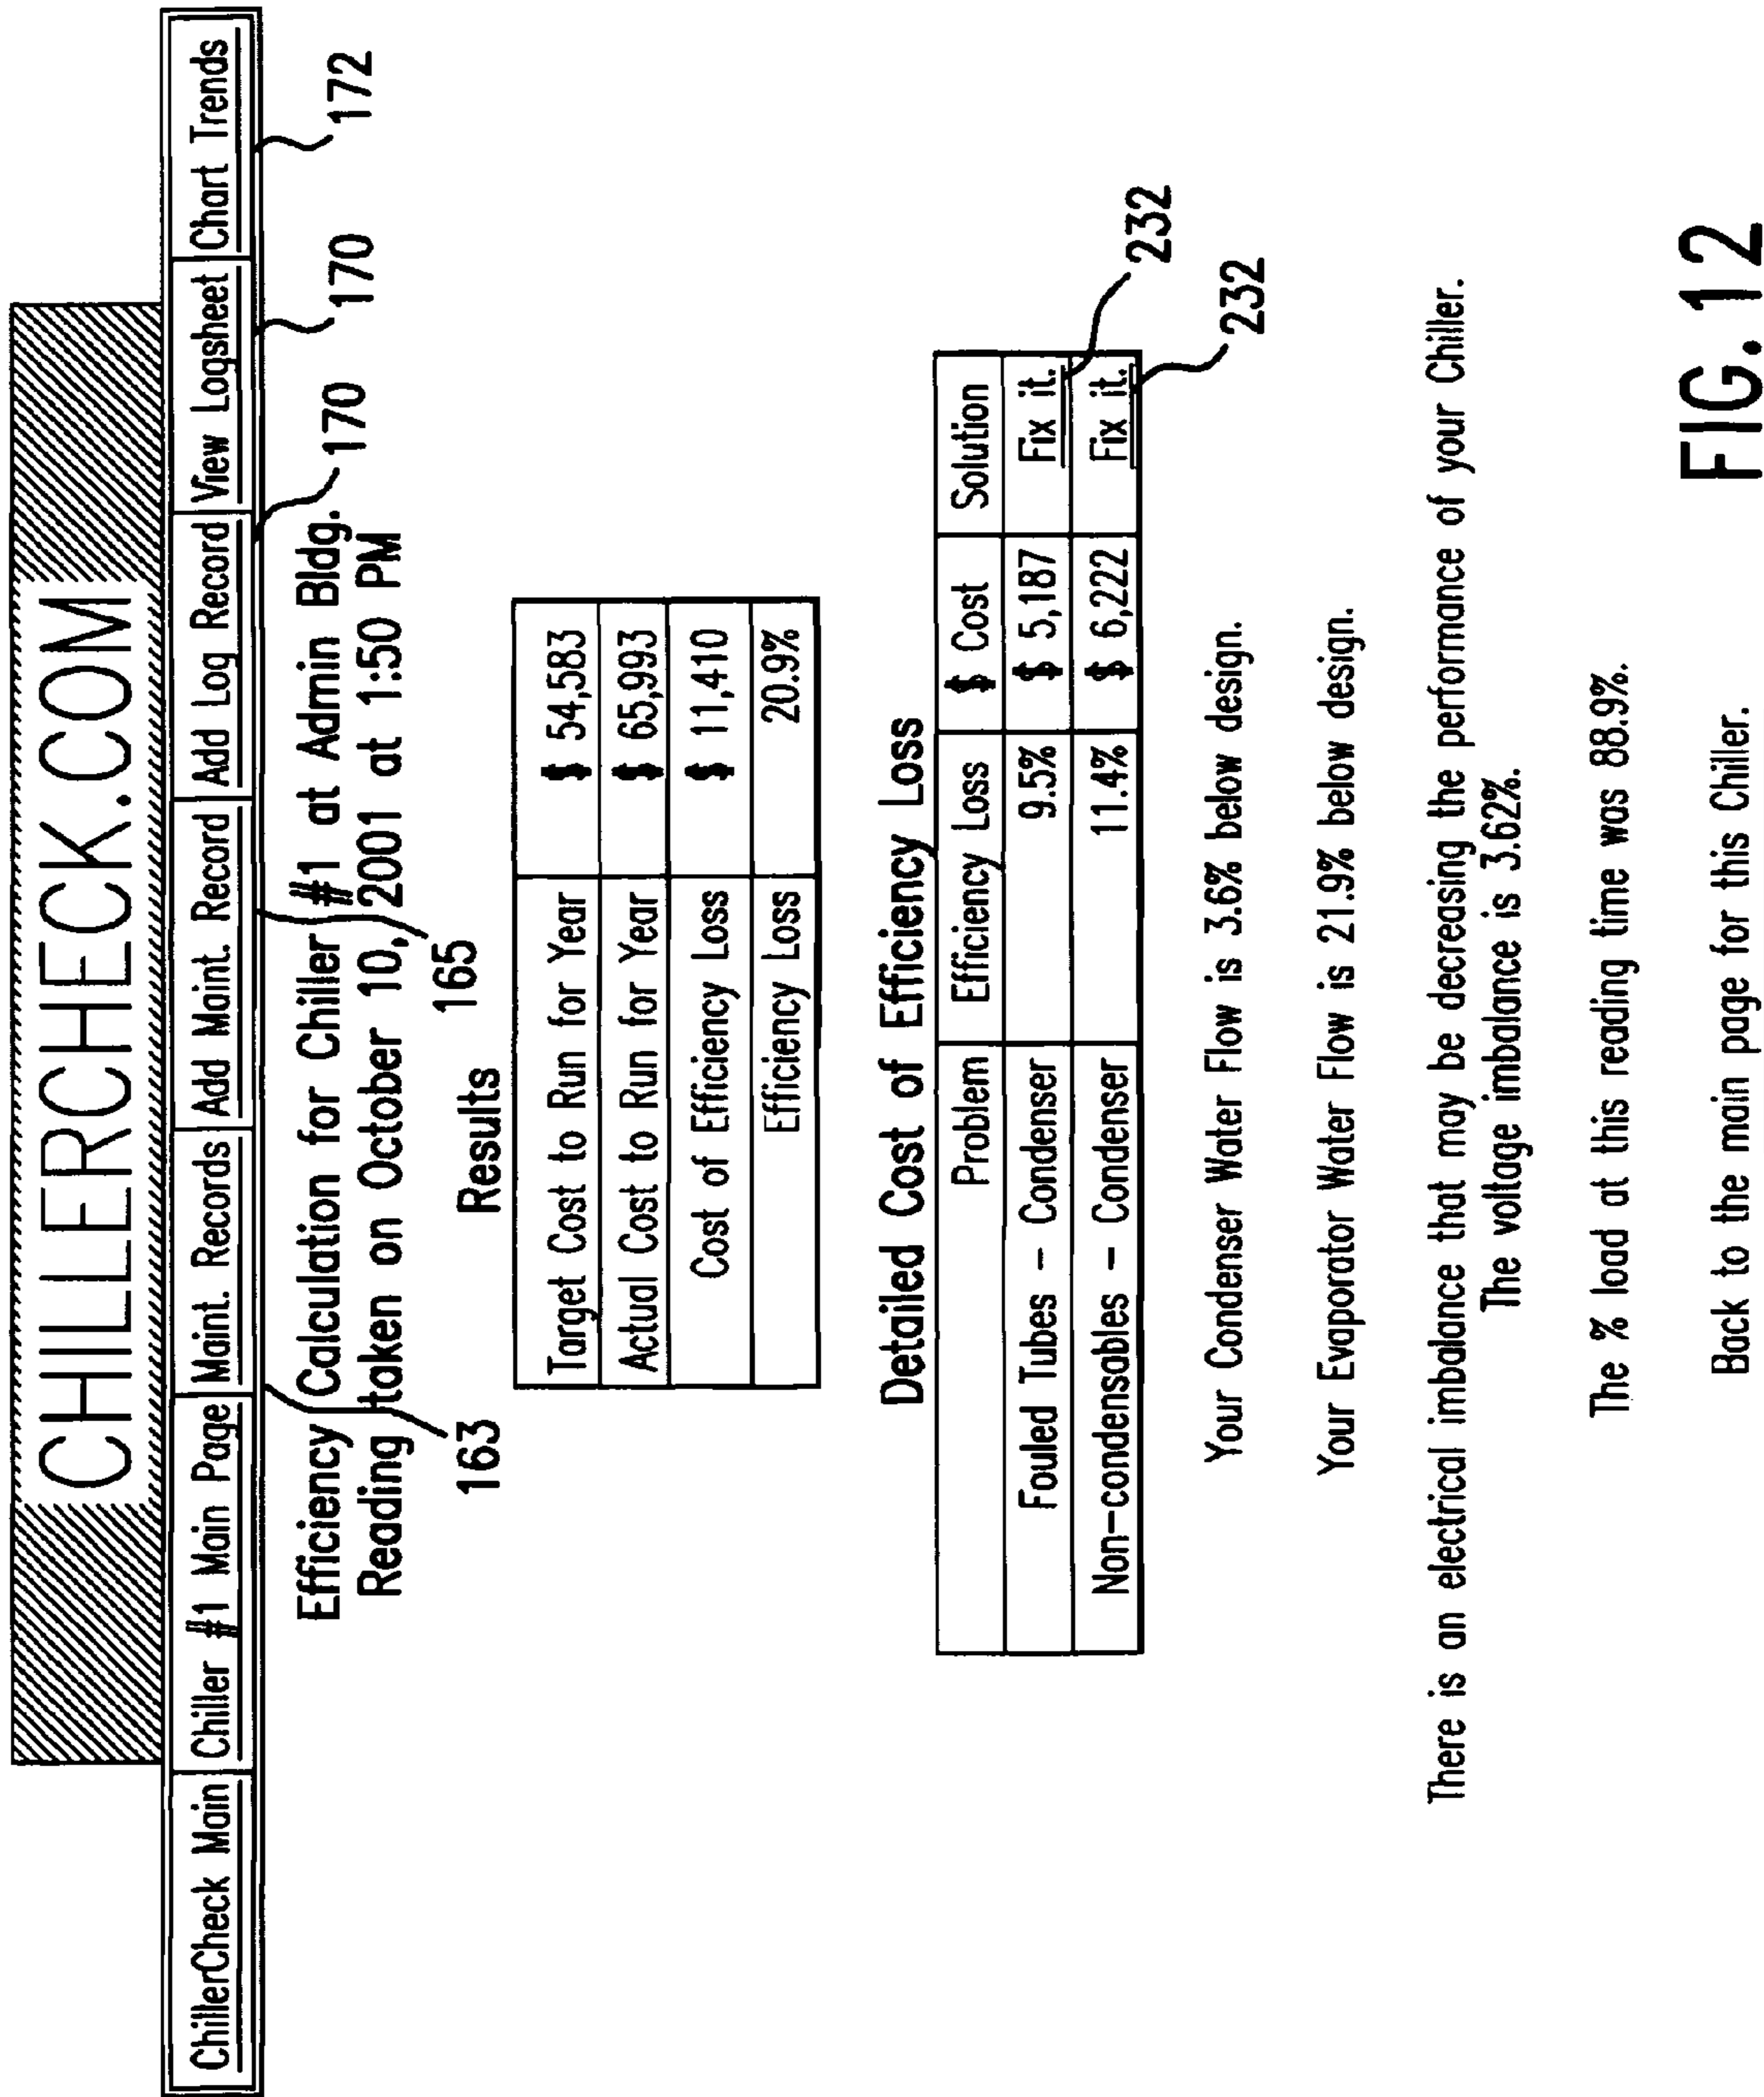 CHILLERCHECK.COM
ChillerCheck Main Chiller #1 Main Page Maint. Records Add Maint. Record Add Log Record View Logsheet Chart Trends
170 170 172
Efficiency Calculation for Chiller #1 at Admin Bldg.
Reading taken on October 10, 2001 at 1:50 PM
163 165
Results
Target Cost to Run for Year $ 54,583
Actual Cost to Run for Year $ 65,993
Cost of Efficiency Loss $ 11,410
Efficiency Loss 20.9%
Detailed Cost of Efficiency Loss
Problem Efficiency Loss $ Cost Solution
Fouled Tubes - Condenser 9.5% $ 5,187 Fix it.
Non-condensables - Condenser 11.4% $ 6,222 Fix it.
232
232
Your Condenser Water Flow is 3.6% below design.
Your Evaporator Water Flow is 21.9% below design.
There is an electrical imbalance that may be decreasing the performance of your Chiller.
The voltage imbalance is 3.62%.
The % load at this reading time was 88.9%.
Back to the main page for this Chiller.
FIG. 12